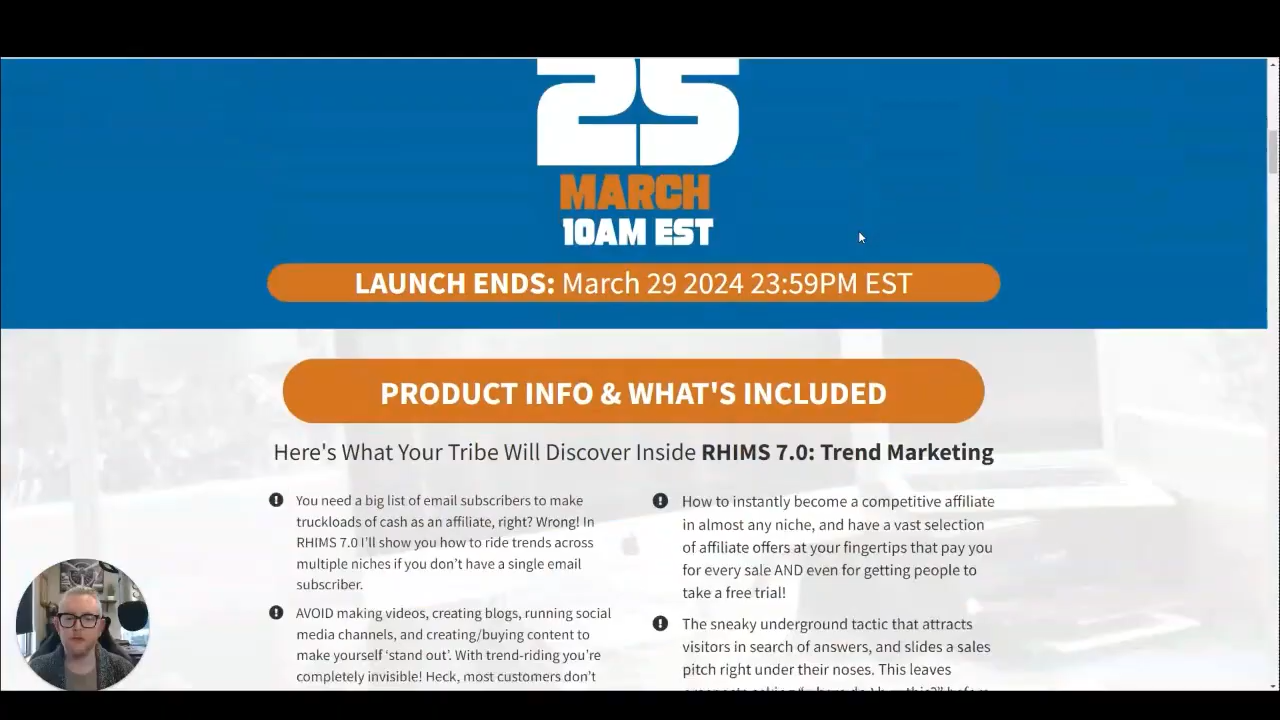 25
MARCH
10AM EST
LAUNCH ENDS: March 29 2024 23:59PM EST
PRODUCT INFO & WHAT'S INCLUDED
Here's What Your Tribe Will Discover Inside RHIMS 7.0: Trend Marketing
You need a big list of email subscribers to make
truckloads of cash as an affiliate, right? Wrong! In
RHIMS 7.0 I'll show you how to ride trends across
multiple niches if you don't have a single email
subscriber.
AVOID making videos, creating blogs, running social
media channels, and creating/buying content to
make yourself ‘stand out’. With trend-riding you’re
completely invisible! Heck, most customers don’t
How to instantly become a competitive affiliate
in almost any niche, and have a vast selection
of affiliate offers at your fingertips that pay you
for every sale AND even for getting people to
take a free trial!
The sneaky underground tactic that attracts
visitors in search of answers, and slides a sales
pitch right under their noses. This leaves